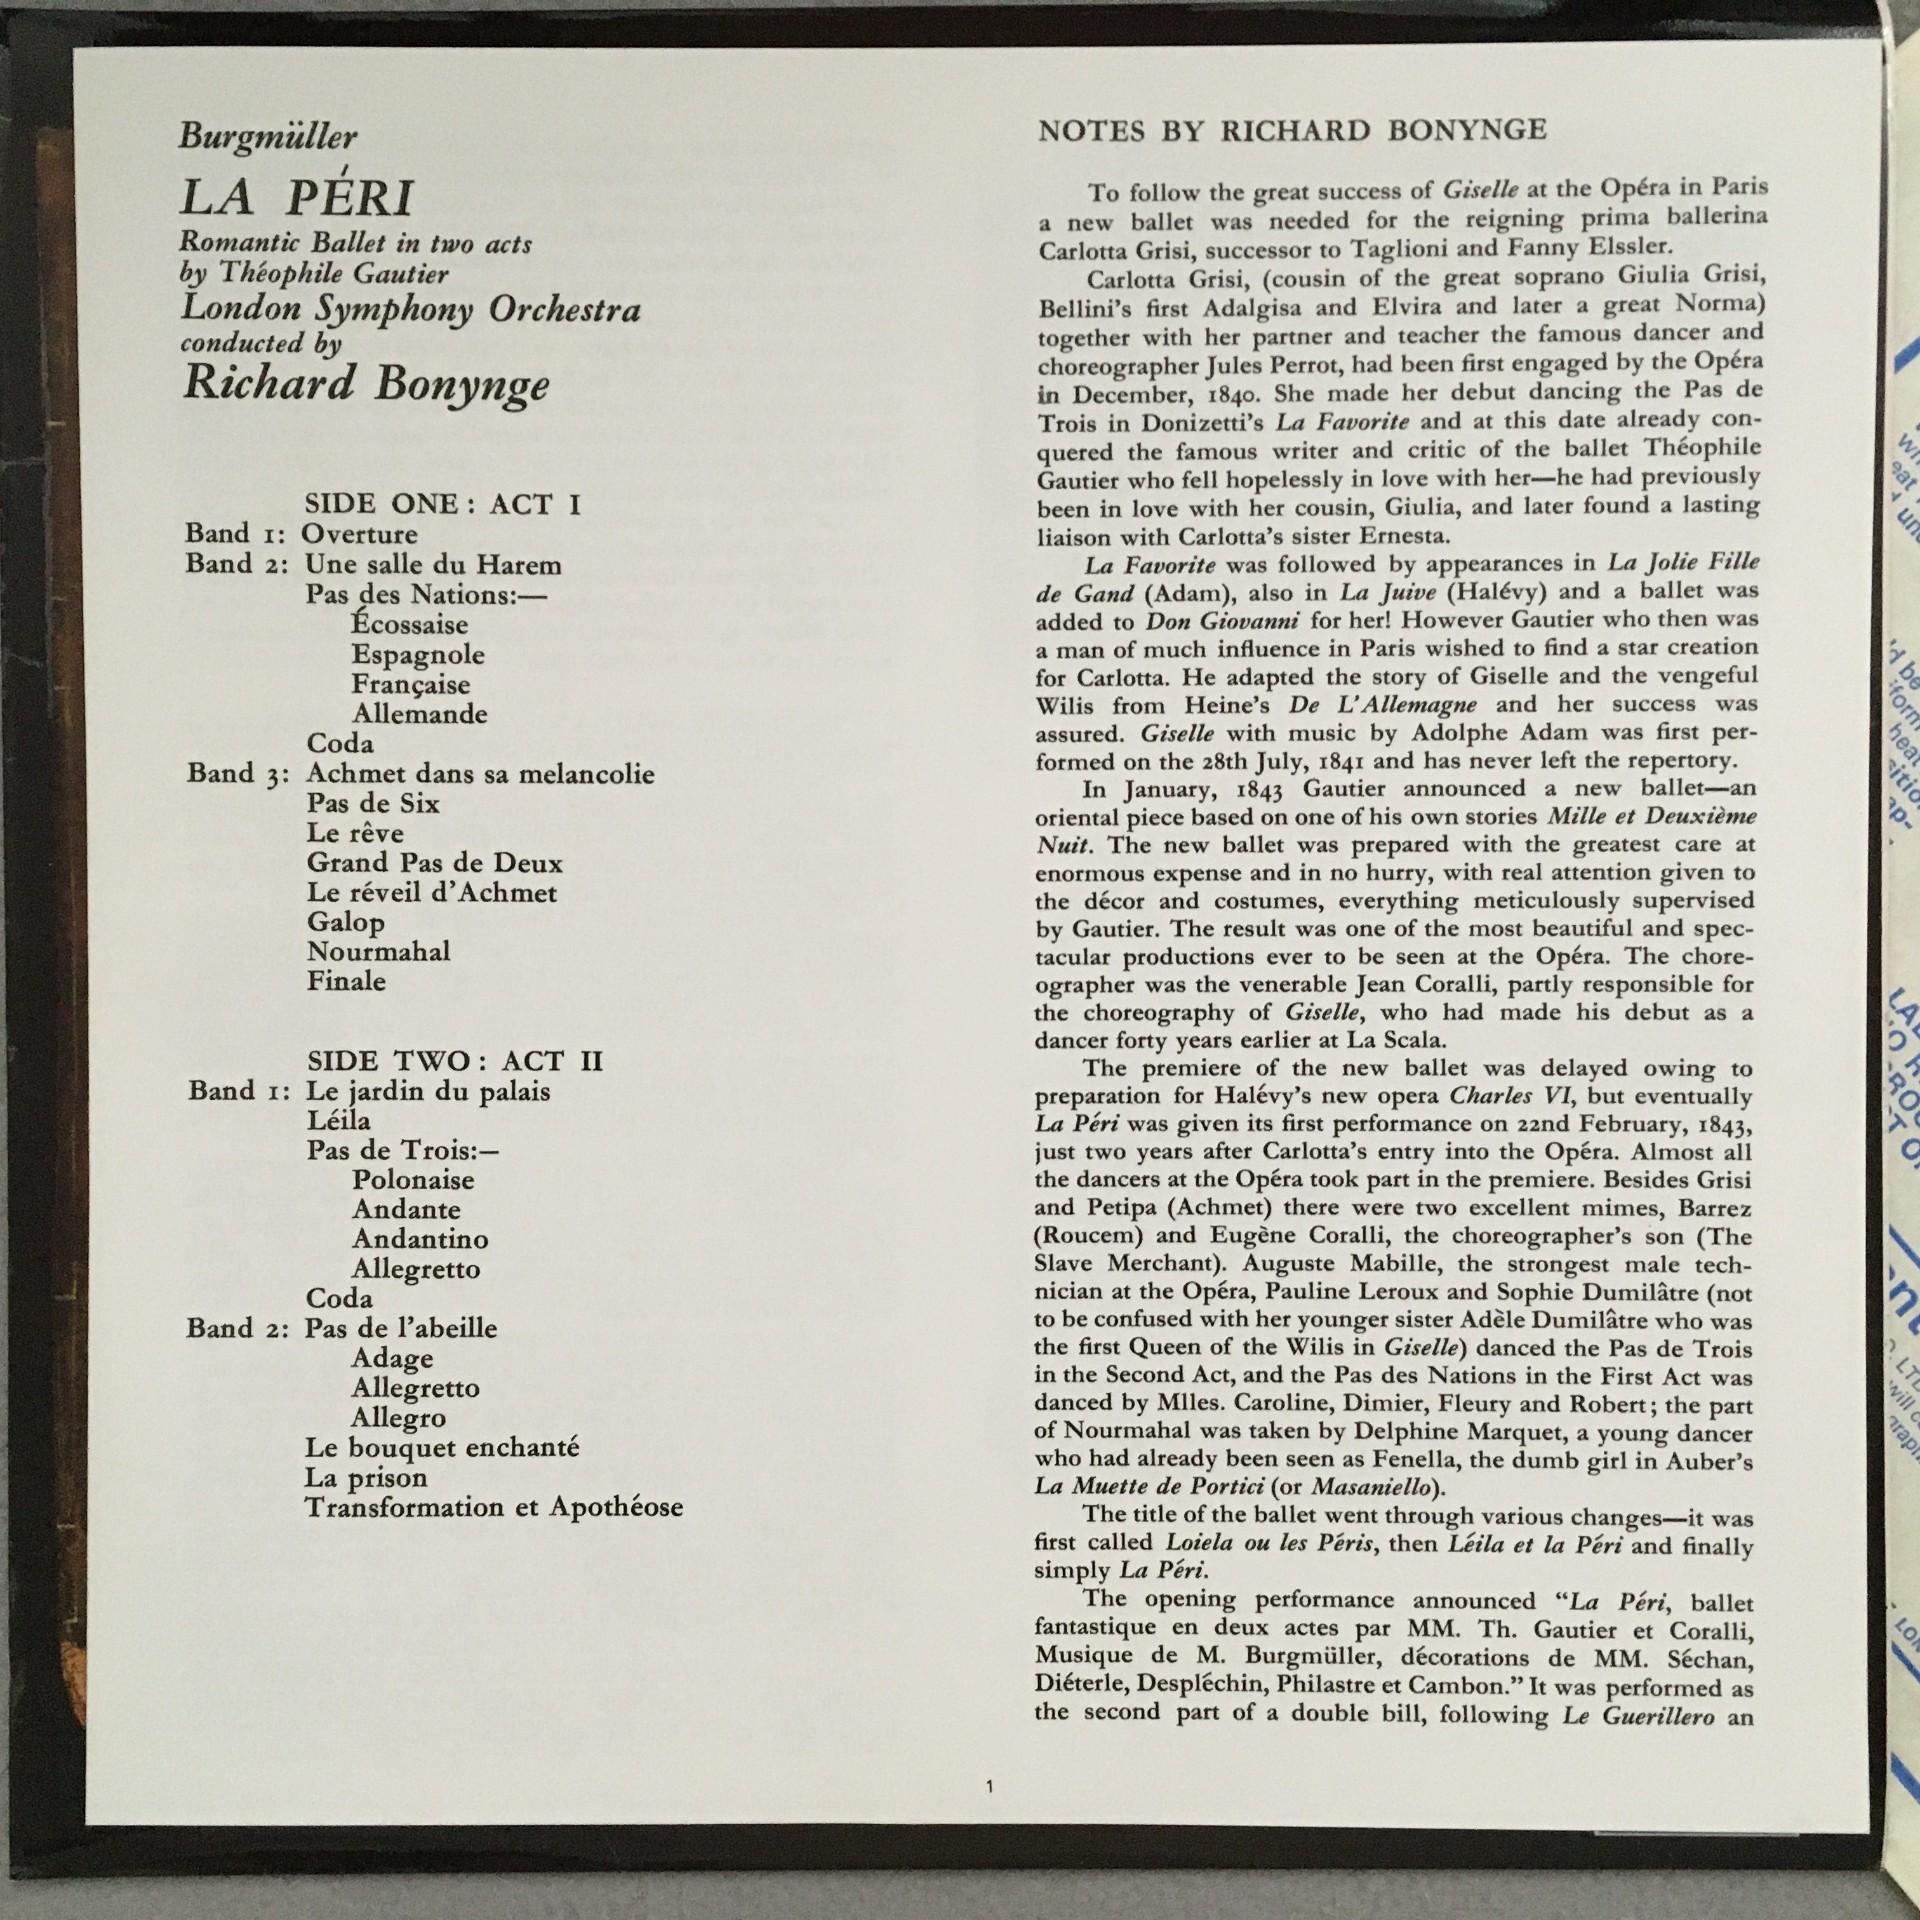 Burgmüller
LA PÉRI
Romantic Ballet in two acts
by Théophile Gautier
London Symphony Orchestra
conducted by
Richard Bonynge
SIDE ONE: ACT I
Band 1: Overture
Band 2: Une salle du Harem
Pas des Nations:—
Écossaise
Espagnole
Française
Allemande
Coda
Band 3: Achmet dans sa melancolie
Pas de Six
Le rêve
Grand Pas de Deux
Le réveil d'Achmet
Galop
Nourmahal
Finale
SIDE TWO: ACT II
Band 1: Le jardin du palais
Léila
Pas de Trois:—
Polonaise
Andante
Andantino
Allegretto
Coda
Band 2: Pas de l'abeille
Adage
Allegretto
Allegro
Le bouquet enchanté
La prison
Transformation et Apothéose
NOTES BY RICHARD BONYNGE
To follow the great success of Giselle at the Opéra in Paris
a new ballet was needed for the reigning prima ballerina
Carlotta Grisi, successor to Taglioni and Fanny Elssler.
Carlotta Grisi, (cousin of the great soprano Giulia Grisi,
Bellini's first Adalgisa and Elvira and later a great Norma)
together with her partner and teacher the famous dancer and
choreographer Jules Perrot, had been first engaged by the Opéra
in December, 1840. She made her debut dancing the Pas de
Trois in Donizetti's La Favorite and at this date already con-
quered the famous writer and critic of the ballet Théophile
Gautier who fell hopelessly in love with her—he had previously
been in love with her cousin, Giulia, and later found a lasting
liaison with Carlotta's sister Ernesta.
La Favorite was followed by appearances in La Jolie Fille
de Gand (Adam), also in La Juive (Halévy) and a ballet was
added to Don Giovanni for her! However Gautier who then was
a man of much influence in Paris wished to find a star creation
for Carlotta. He adapted the story of Giselle and the vengeful
Wilis from Heine's De L'Allemagne and her success was
assured. Giselle with music by Adolphe Adam was first per-
formed on the 28th July, 1841 and has never left the repertory.
In January, 1843 Gautier announced a new ballet—an
oriental piece based on one of his own stories Mille et Deuxième
Nuit. The new ballet was prepared with the greatest care at
enormous expense and in no hurry, with real attention given to
the décor and costumes, everything meticulously supervised
by Gautier. The result was one of the most beautiful and spec-
tacular productions ever to be seen at the Opéra. The chore-
ographer was the venerable Jean Coralli, partly responsible for
the choreography of Giselle, who had made his debut as a
dancer forty years earlier at La Scala.
The premiere of the new ballet was delayed owing to
preparation for Halévy's new opera Charles VI, but eventually
La Péri was given its first performance on 22nd February, 1843,
just two years after Carlotta's entry into the Opéra. Almost all
the dancers at the Opéra took part in the premiere. Besides Grisi
and Petipa (Achmet) there were two excellent mimes, Barrez
(Roucem) and Eugène Coralli, the choreographer's son (The
Slave Merchant). Auguste Mabille, the strongest male tech-
nician at the Opéra, Pauline Leroux and Sophie Dumilâtre (not
to be confused with her younger sister Adèle Dumilâtre who was
the first Queen of the Wilis in Giselle) danced the Pas de Trois
in the Second Act, and the Pas des Nations in the First Act was
danced by Mlles. Caroline, Dimier, Fleury and Robert; the part
of Nourmahal was taken by Delphine Marquet, a young dancer
who had already been seen as Fenella, the dumb girl in Auber's
La Muette de Portici (or Masaniello).
The title of the ballet went through various changes—it was
first called Loiela ou les Péris, then Léila et la Péri and finally
simply La Péri.
The opening performance announced “La Péri, ballet
fantastique en deux actes par MM. Th. Gautier et Coralli,
Musique de M. Burgmüller, décorations de MM. Séchan,
Diéterle, Despléchin, Philastre et Cambon.” It was performed as
the second part of a double bill, following Le Guerillero an
1